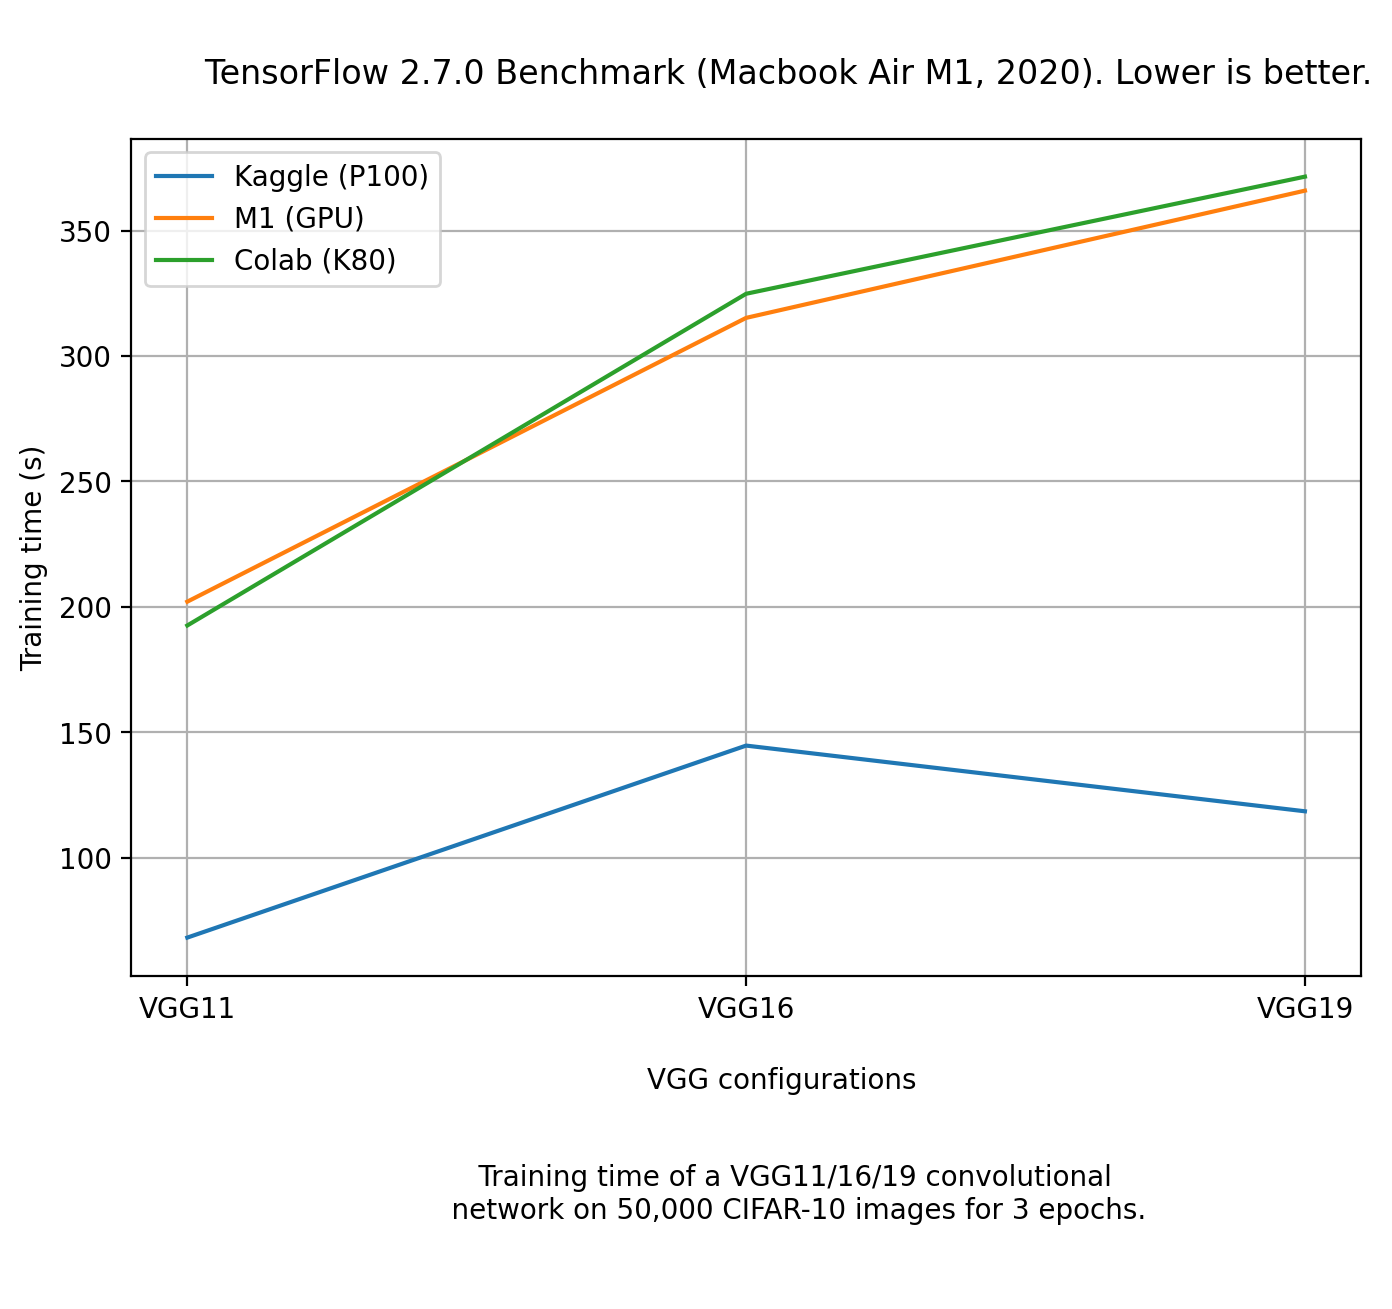 TensorFlow 2.7.0 Benchmark (Macbook Air M1, 2020). Lower is better.
Kaggle (P100)
M1 (GPU)
Colab (K80)
350
300
250
200
150
100
Training time (s)
VGG11
VGG16
VGG19
VGG configurations
Training time of a VGG11/16/19 convolutional
network on 50,000 CIFAR-10 images for 3 epochs.